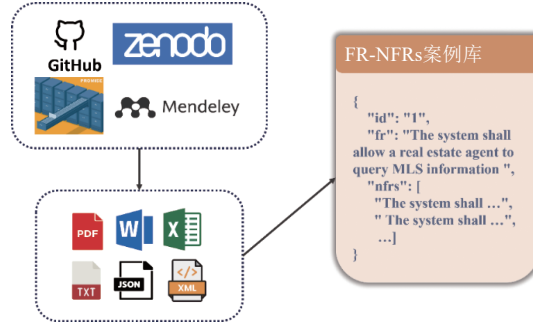 GitHub
zenodo
PROMISE
Mendeley
PDF
W
X
TXT
JSON
</>
XML
FR-NFRs案例库
{
"id": "1",
"fr": "The system shall
allow a real estate agent to
query MLS information ",
"nfrs": [
"The system shall …",
" The system shall …",
…]
}